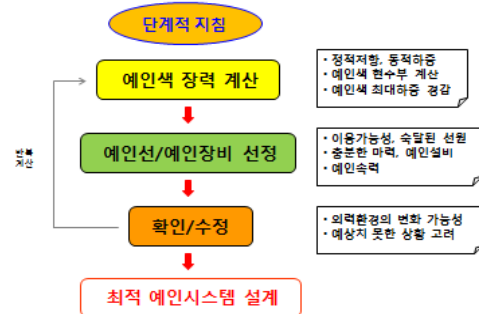 단계적 지침
예인색 장력 계산
• 정적저항, 동적하중
• 예인색 현수부 계산
• 예인색 최대하중 경감
예인선/예인장비 선정
• 이용가능성, 숙달된 선원
• 충분한 마력, 예인설비
• 예인속력
반복
계산
확인/수정
• 외력환경의 변화 가능성
• 예상치 못한 상황 고려
최적 예인시스템 설계